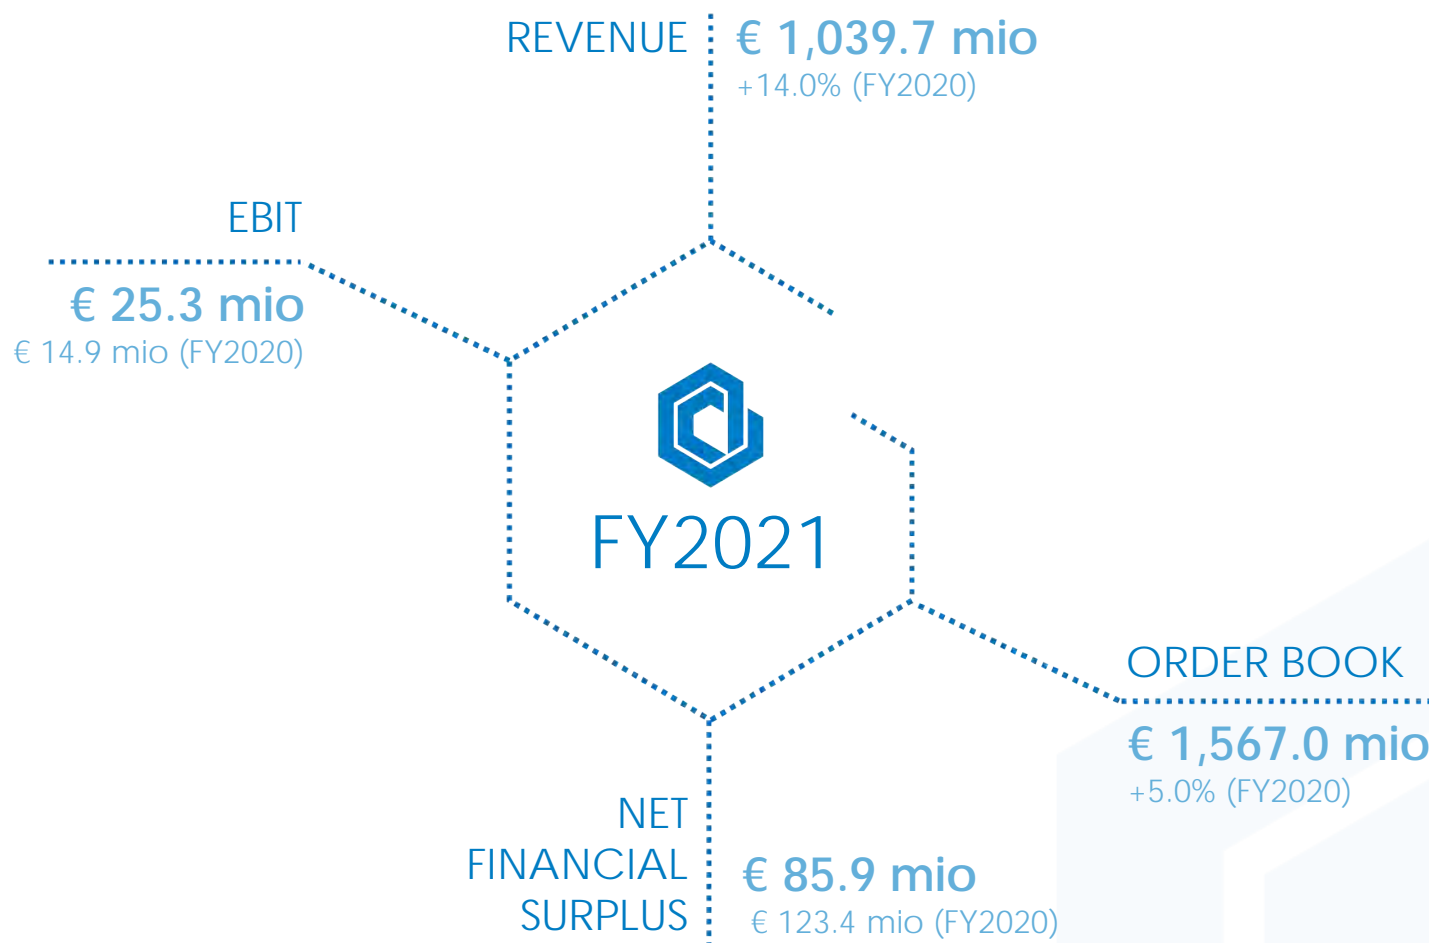 REVENUE
€ 1,039.7 mio
+14.0% (FY2020)
EBIT
€ 25.3 mio
€ 14.9 mio (FY2020)
FY2021
ORDER BOOK
€ 1,567.0 mio
+5.0% (FY2020)
NET
FINANCIAL
SURPLUS
€ 85.9 mio
€ 123.4 mio (FY2020)